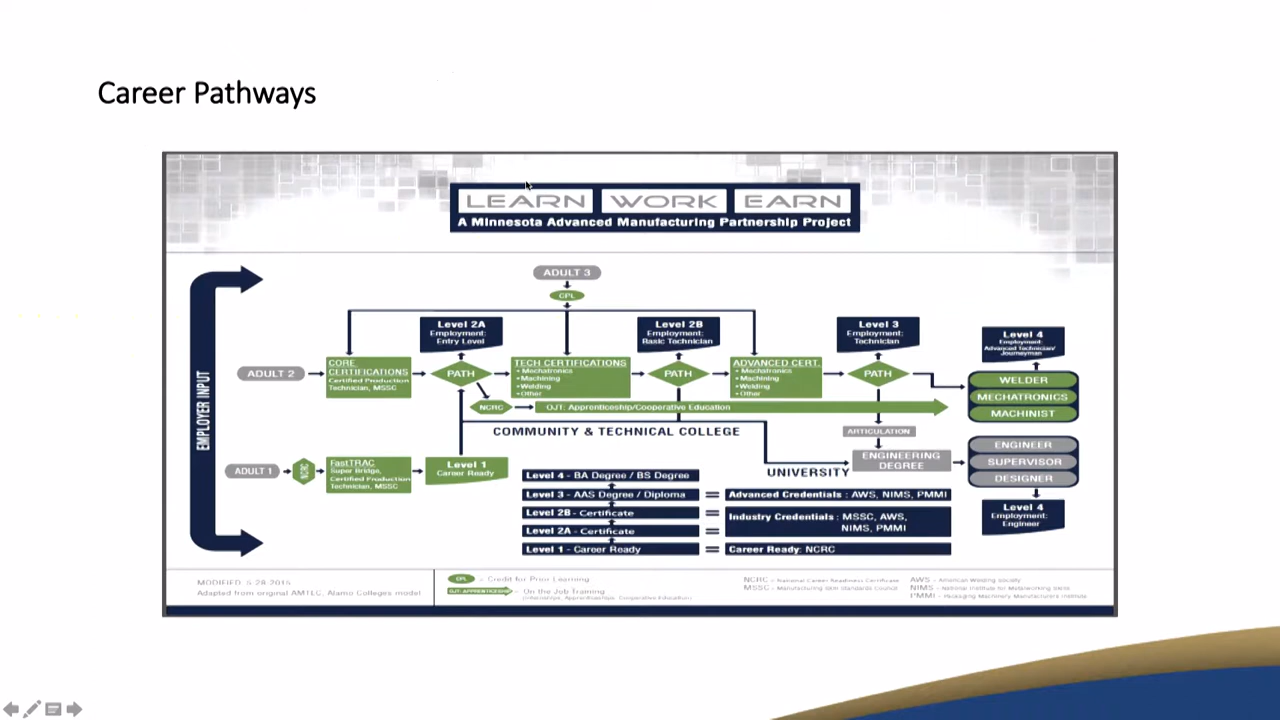 Career Pathways
LEARN WORK EARN
A Minnesota Advanced Manufacturing Partnership Project
EMPLOYER INPUT
ADULT 3
CPL
Level 2A
Employment:
Entry Level
Level 2B
Employment:
Basic Technician
Level 3
Employment:
Technician
Level 4
Employment:
Advanced Technician/
Journeyman
ADULT 2
CORE
CERTIFICATIONS
Certified Production
Technician, MSSC
PATH
TECH CERTIFICATIONS
• Mechatronics
• Machining
• Welding
• Other
PATH
ADVANCED CERT.
• Mechatronics
• Machining
• Welding
• Other
PATH
WELDER
MECHATRONICS
MACHINIST
NCRC
OJT: Apprenticeship/Cooperative Education
COMMUNITY & TECHNICAL COLLEGE
ARTICULATION
ADULT 1
NCRC
FastTRAC
Super Bridge,
Certified Production
Technician, MSSC
Level 1
Career Ready
UNIVERSITY
ENGINEERING
DEGREE
ENGINEER
SUPERVISOR
DESIGNER
Level 4
Employment:
Engineer
Level 4 - BA Degree / BS Degree
Level 3 - AAS Degree / Diploma = Advanced Credentials : AWS, NIMS, PMMI
Level 2B - Certificate = Industry Credentials : MSSC, AWS,
Level 2A - Certificate = NIMS, PMMI
Level 1 - Career Ready = Career Ready: NCRC
MODIFIED 5-28-2015
Adapted from original AMTEC, Alamo Colleges model
CPL - Credit for Prior Learning
OJT: APPRENTICESHIP - On the Job Training
(Internships, Apprenticeships, Cooperative Education)
NCRC - National Career Readiness Certificate
MSSC - Manufacturing Skill Standards Council
AWS - American Welding Society
NIMS - National Institute for Metalworking Skills
PMMI - Packaging Machinery Manufacturers Institute